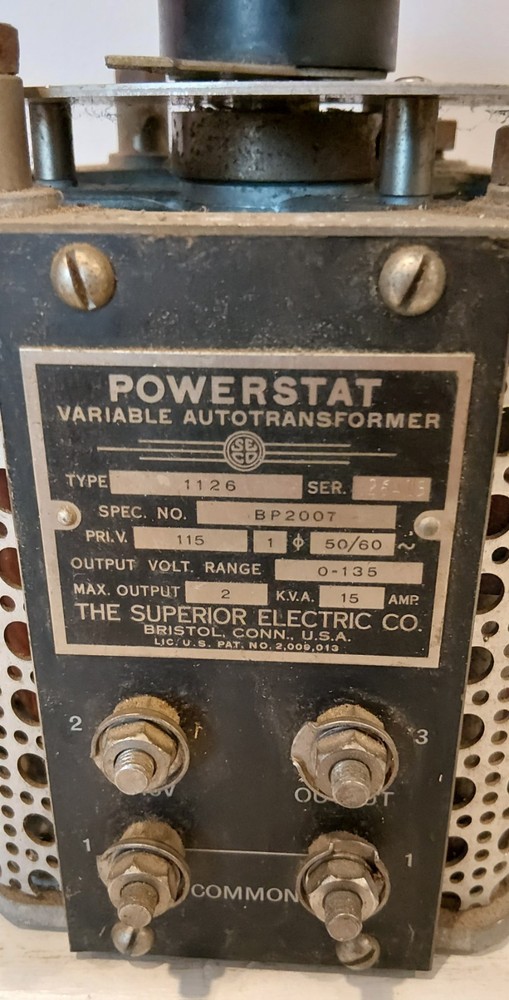 POWERSTAT
VARIABLE AUTOTRANSFORMER
SE
CO
TYPE 1126 SER.
SPEC. NO. BP2007
PRI.V. 115 1 ϕ 50/60 ~
OUTPUT VOLT. RANGE 0-135
MAX. OUTPUT 2 K.V.A. 15 AMP.
THE SUPERIOR ELECTRIC CO.
BRISTOL, CONN., U.S.A.
LIC. U.S. PAT. NO. 2,009,013
2 3
1 COMMON 1